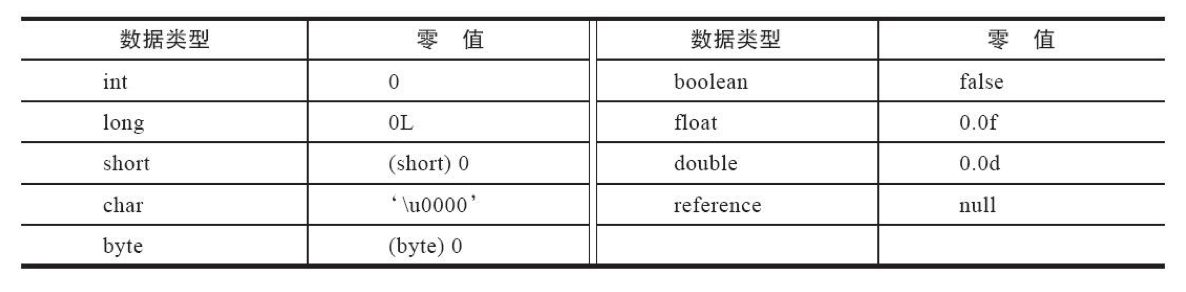 数据类型 零 值 数据类型 零 值
int 0 boolean false
long 0L float 0.0f
short (short) 0 double 0.0d
char ‘\u0000’ reference null
byte (byte) 0